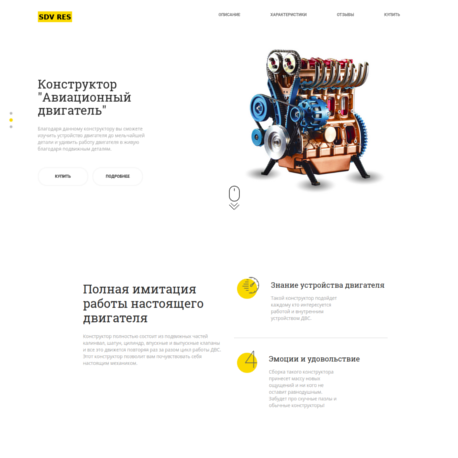 SDV RES
ОПИСАНИЕ ХАРАКТЕРИСТИКИ ОТЗЫВЫ КУПИТЬ
Конструктор
"Авиационный
двигатель"
Благодаря данному конструктору вы сможете
изучить устройство двигателя до мельчайшей
детали и удивить работу двигателя в живую
благодаря подвижным деталям.
КУПИТЬ ПОДРОБНЕЕ
Полная имитация
работы настоящего
двигателя
Конструктор полностью состоит из подвижных частей
коленвал, шатун, цилиндр, впускные и выпускные клапаны
и все это движется повторяя раз за разом цикл работы ДВС.
Этот конструктор позволит вам почувствовать себя
настоящим механиком.
Знание устройства двигателя
Такой конструктор подойдет
каждому кто интересуется
работой и внутренним
устройством ДВС.
4
Эмоции и удовольствие
Сборка такого конструктора
принесет массу новых
ощущений и ни кого не
оставит равнодушным.
Забудте про скучные пазлы и
обычные конструкторы!